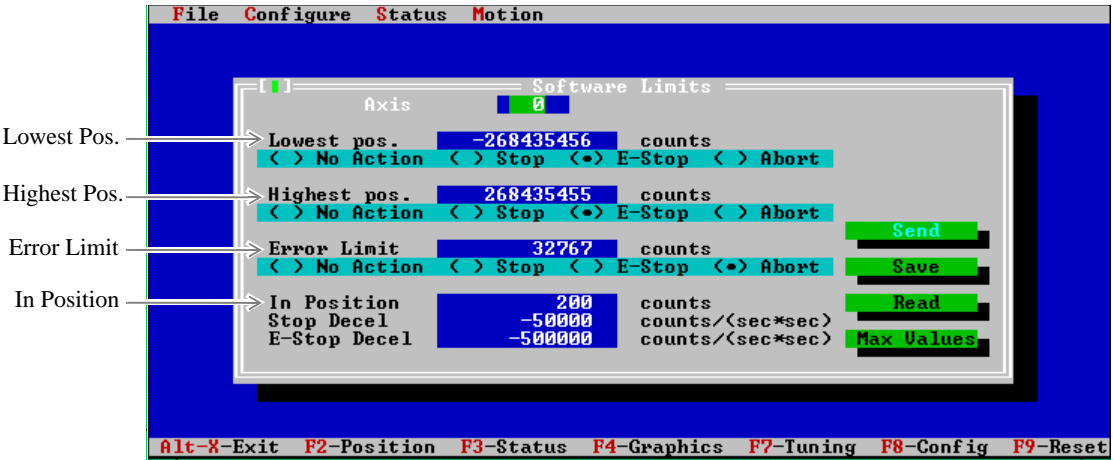 File Configure Status Motion
[ ] Software Limits
Axis 0
Lowest Pos.
Lowest pos. -268435456 counts
( ) No Action ( ) Stop (•) E-Stop ( ) Abort
Highest Pos.
Highest pos. 268435455 counts
( ) No Action ( ) Stop (•) E-Stop ( ) Abort
Send
Error Limit
Error Limit 32767 counts
( ) No Action ( ) Stop ( ) E-Stop (•) Abort
Save
In Position
In Position 200 counts
Read
Stop Decel -50000 counts/(sec*sec)
E-Stop Decel -500000 counts/(sec*sec)
Max Values
Alt-X-Exit F2-Position F3-Status F4-Graphics F7-Tuning F8-Config F9-Reset